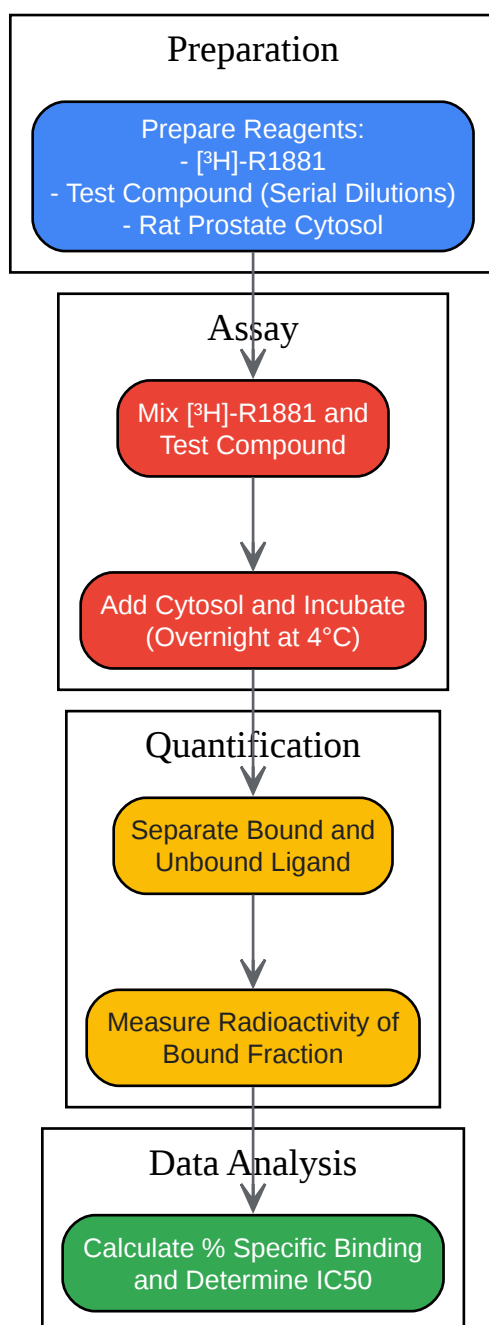 Preparation
Prepare Reagents:
- [³H]-R1881
- Test Compound (Serial Dilutions)
- Rat Prostate Cytosol
Assay
Mix [³H]-R1881 and
Test Compound
Add Cytosol and Incubate
(Overnight at 4°C)
Quantification
Separate Bound and
Unbound Ligand
Measure Radioactivity of
Bound Fraction
Data Analysis
Calculate % Specific Binding
and Determine IC50